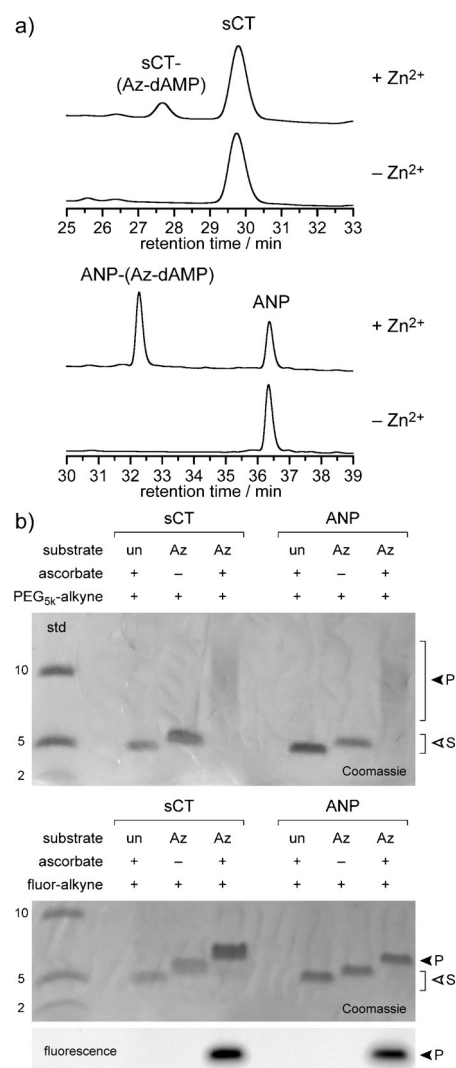 a)
sCT-
(Az-dAMP)
sCT
+ Zn²⁺
– Zn²⁺
25 26 27 28 29 30 31 32 33
retention time / min
ANP-(Az-dAMP)
ANP
+ Zn²⁺
– Zn²⁺
30 31 32 33 34 35 36 37 38 39
retention time / min
b)
sCT ANP
substrate un Az Az un Az Az
ascorbate + – + + – +
PEG₅ₖ-alkyne + + + + + +
std
10
P
5
S
2
Coomassie
sCT ANP
substrate un Az Az un Az Az
ascorbate + – + + – +
fluor-alkyne + + + + + +
10
P
5
S
2
Coomassie
fluorescence
P